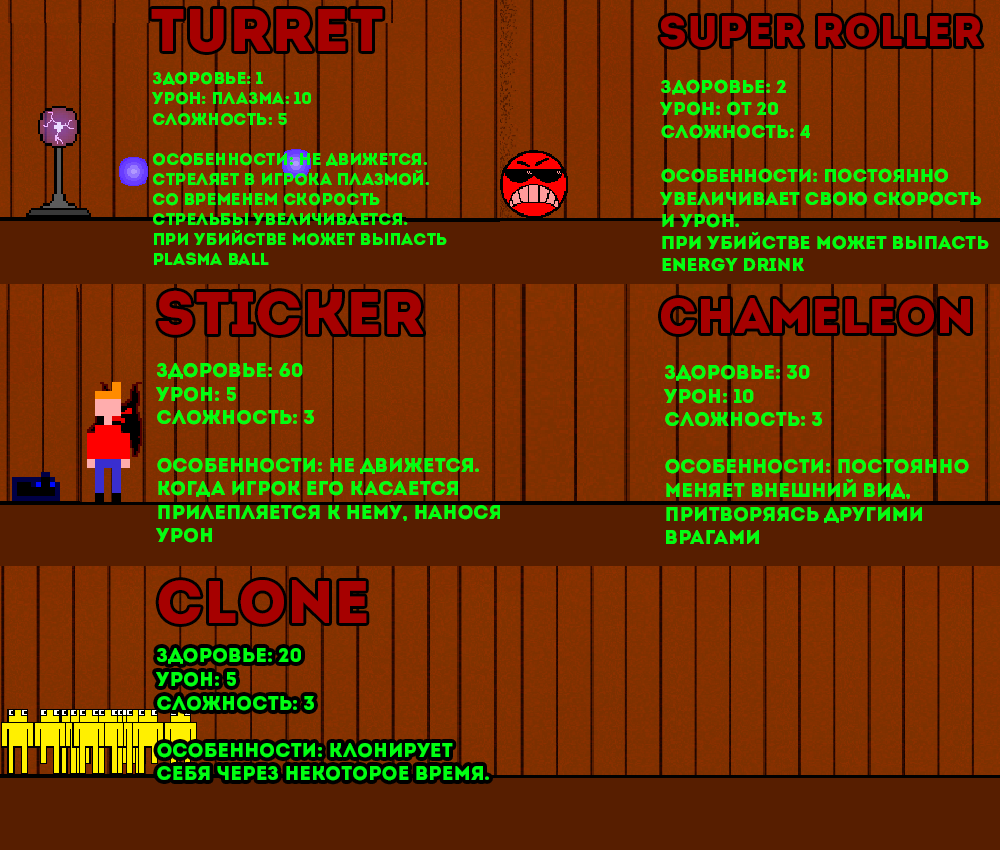 TURRET
ЗДОРОВЬЕ: 1
УРОН: ПЛАЗМА: 10
СЛОЖНОСТЬ: 5
ОСОБЕННОСТИ: НЕ ДВИЖЕТСЯ.
СТРЕЛЯЕТ В ИГРОКА ПЛАЗМОЙ.
СО ВРЕМЕНЕМ СКОРОСТЬ
СТРЕЛЬБЫ УВЕЛИЧИВАЕТСЯ.
ПРИ УБИЙСТВЕ МОЖЕТ ВЫПАСТЬ
PLASMA BALL
SUPER ROLLER
ЗДОРОВЬЕ: 2
УРОН: ОТ 20
СЛОЖНОСТЬ: 4
ОСОБЕННОСТИ: ПОСТОЯННО
УВЕЛИЧИВАЕТ СВОЮ СКОРОСТЬ
И УРОН.
ПРИ УБИЙСТВЕ МОЖЕТ ВЫПАСТЬ
ENERGY DRINK
STICKER
ЗДОРОВЬЕ: 60
УРОН: 5
СЛОЖНОСТЬ: 3
ОСОБЕННОСТИ: НЕ ДВИЖЕТСЯ.
КОГДА ИГРОК ЕГО КАСАЕТСЯ
ПРИЛЕПЛЯЕТСЯ К НЕМУ, НАНОСЯ
УРОН
CHAMELEON
ЗДОРОВЬЕ: 30
УРОН: 10
СЛОЖНОСТЬ: 3
ОСОБЕННОСТИ: ПОСТОЯННО
МЕНЯЕТ ВНЕШНИЙ ВИД,
ПРИТВОРЯЯСЬ ДРУГИМИ
ВРАГАМИ
CLONE
ЗДОРОВЬЕ: 20
УРОН: 5
СЛОЖНОСТЬ: 3
ОСОБЕННОСТИ: КЛОНИРУЕТ
СЕБЯ ЧЕРЕЗ НЕКОТОРОЕ ВРЕМЯ.